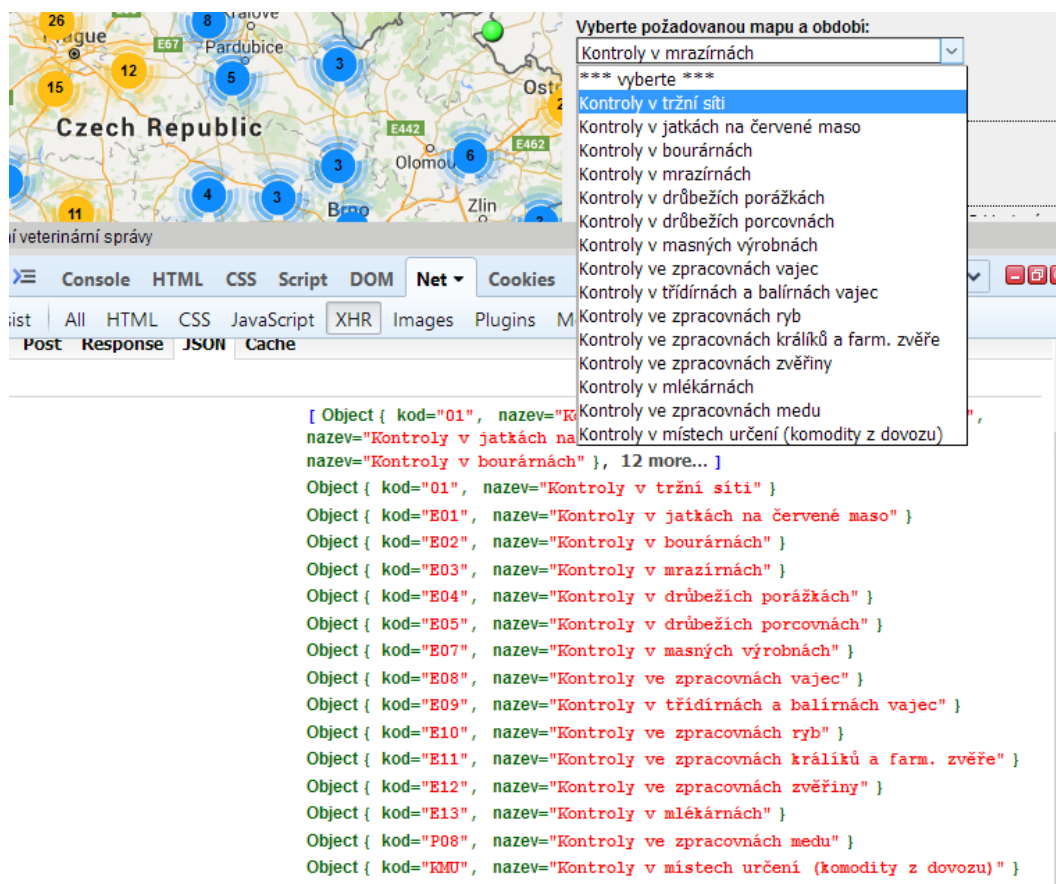 26
8
Králové
Prague
E67
Pardubice
12
3
5
15
Ostr
2
Czech Republic
E442
E462
Olomou
6
3
4
3
Zlin
11
Brno
2
Vyberte požadovanou mapu a období:
Kontroly v mrazírnách
*** vyberte ***
Kontroly v tržní síti
Kontroly v jatkách na červené maso
Kontroly v bourárnách
Kontroly v mrazírnách
Kontroly v drůbežích porážkách
Kontroly v drůbežích porcovnách
Kontroly v masných výrobnách
Kontroly ve zpracovnách vajec
Kontroly v třídírnách a balírnách vajec
Kontroly ve zpracovnách ryb
Kontroly ve zpracovnách králíků a farm. zvěře
Kontroly ve zpracovnách zvěřiny
Kontroly v mlékárnách
Kontroly ve zpracovnách medu
Kontroly v místech určení (komodity z dovozu)
ní veterinární správy
Console HTML CSS Script DOM Net Cookies
sist All HTML CSS JavaScript XHR Images Plugins M
Post Response JSON Cache
[ Object { kod="01", nazev="K ",
nazev="Kontroly v jatkách na
nazev="Kontroly v bourárnách" }, 12 more... ]
Object { kod="01", nazev="Kontroly v tržní síti" }
Object { kod="E01", nazev="Kontroly v jatkách na červené maso" }
Object { kod="E02", nazev="Kontroly v bourárnách" }
Object { kod="E03", nazev="Kontroly v mrazírnách" }
Object { kod="E04", nazev="Kontroly v drůbežích porážkách" }
Object { kod="E05", nazev="Kontroly v drůbežích porcovnách" }
Object { kod="E07", nazev="Kontroly v masných výrobnách" }
Object { kod="E08", nazev="Kontroly ve zpracovnách vajec" }
Object { kod="E09", nazev="Kontroly v třídírnách a balírnách vajec" }
Object { kod="E10", nazev="Kontroly ve zpracovnách ryb" }
Object { kod="E11", nazev="Kontroly ve zpracovnách králíků a farm. zvěře" }
Object { kod="E12", nazev="Kontroly ve zpracovnách zvěřiny" }
Object { kod="E13", nazev="Kontroly v mlékárnách" }
Object { kod="P08", nazev="Kontroly ve zpracovnách medu" }
Object { kod="KMU", nazev="Kontroly v místech určení (komodity z dovozu)" }